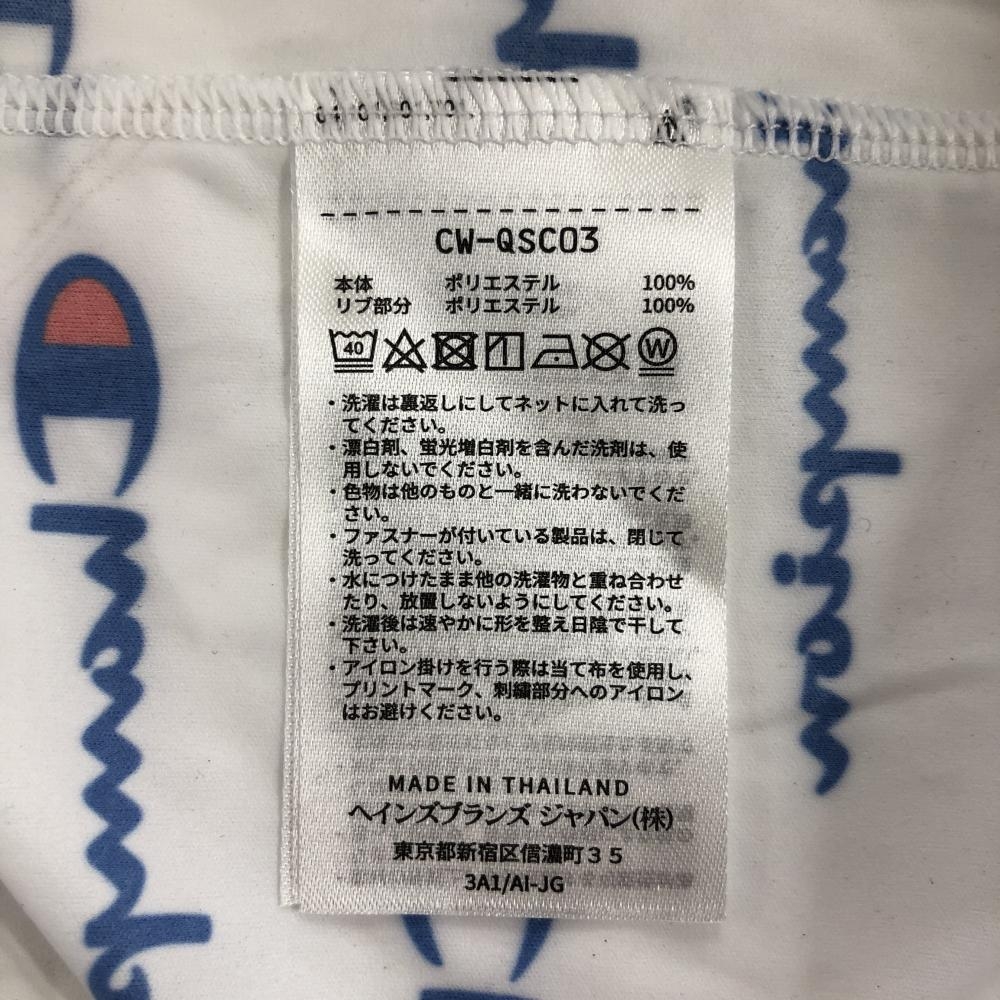 CW-QSC03
本体 ポリエステル 100%
リブ部分 ポリエステル 100%
40 W
・洗濯は裏返しにしてネットに入れて洗っ
てください。
・漂白剤、蛍光増白剤を含んだ洗剤は、使
用しないでください。
・色物は他のものと一緒に洗わないでくだ
さい。
・ファスナーが付いている製品は、閉じて
洗ってください。
・水につけたまま他の洗濯物と重ね合わせ
たり、放置しないようにしてください。
・洗濯後は速やかに形を整え日陰で干して
下さい。
・アイロン掛けを行う際は当て布を使用し、
プリントマーク、刺繍部分へのアイロン
はお避けください。
MADE IN THAILAND
ヘインズブランズ ジャパン(株)
東京都新宿区信濃町３５
3A1/AI-JG
Champion
Champion